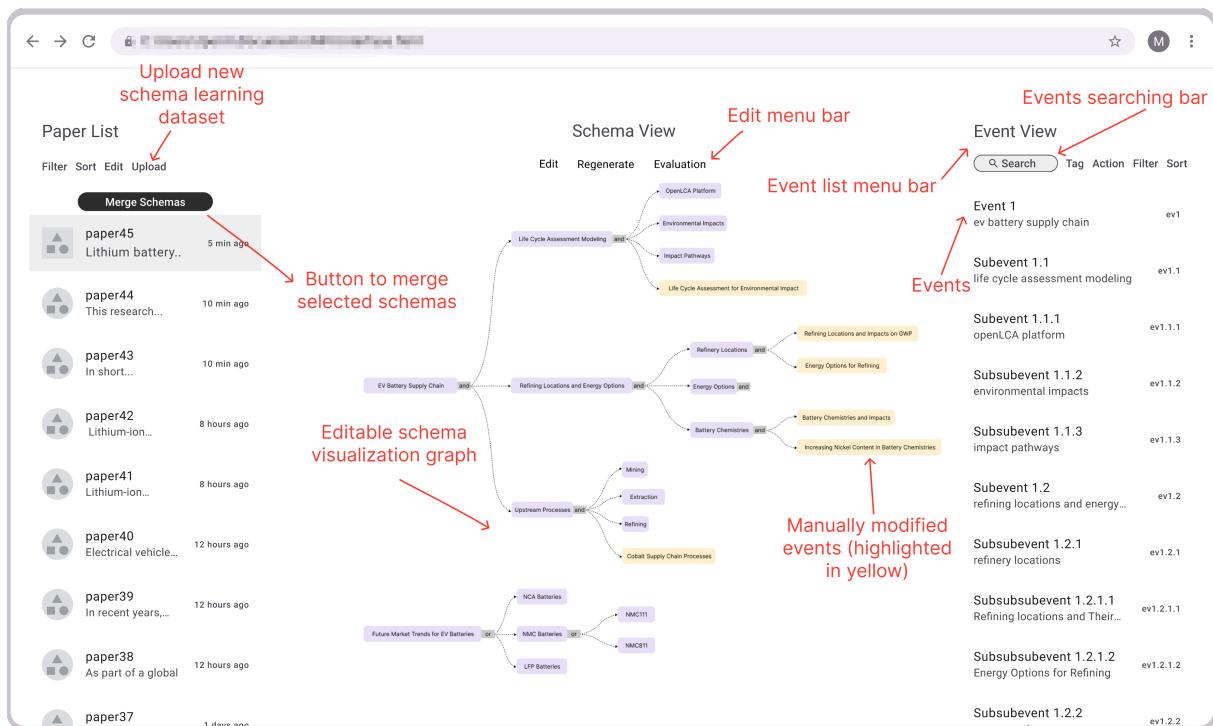 M
Upload new
schema learning
dataset
Paper List
Filter Sort Edit Upload
Merge Schemas
paper45
Lithium battery..
5 min ago
paper44
This research...
10 min ago
paper43
In short...
10 min ago
paper42
Lithium-ion...
8 hours ago
paper41
Lithium-ion...
8 hours ago
paper40
Electrical vehicle...
12 hours ago
paper39
In recent years,...
12 hours ago
paper38
As part of a global
12 hours ago
paper37
1 days ago
Button to merge
selected schemas
Schema View
Edit Regenerate Evaluation
Edit menu bar
OpenLCA Platform
Environmental Impacts
Life Cycle Assessment Modeling and
Impact Pathways
Life Cycle Assessment for Environmental Impact
Refining Locations and Impacts on GWP
Refinery Locations and
Energy Options for Refining
EV Battery Supply Chain and
Refining Locations and Energy Options and
Energy Options and
Battery Chemistries and Impacts
Battery Chemistries and
Increasing Nickel Content in Battery Chemistries
Editable schema
visualization graph
Mining
Extraction
Upstream Processes and
Refining
Cobalt Supply Chain Processes
Manually modified
events (highlighted
in yellow)
NCA Batteries
NMC111
Future Market Trends for EV Batteries or
NMC Batteries or
NMC811
LFP Batteries
Events searching bar
Event View
Search Tag Action Filter Sort
Event list menu bar
Events
Event 1
ev battery supply chain
ev1
Subevent 1.1
life cycle assessment modeling
ev1.1
Subevent 1.1.1
openLCA platform
ev1.1.1
Subsubevent 1.1.2
environmental impacts
ev1.1.2
Subsubevent 1.1.3
impact pathways
ev1.1.3
Subevent 1.2
refining locations and energy...
ev1.2
Subsubevent 1.2.1
refinery locations
ev1.2.1
Subsubsubevent 1.2.1.1
Refining locations and Their...
ev1.2.1.1
Subsubsubevent 1.2.1.2
Energy Options for Refining
ev1.2.1.2
Subsubevent 1.2.2
ev1.2.2